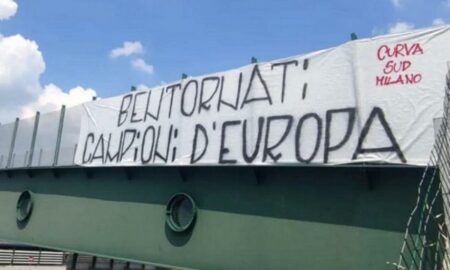 BENTORNATI
CAMPIONI D'EUROPA
CURVA
SUD
MILANO